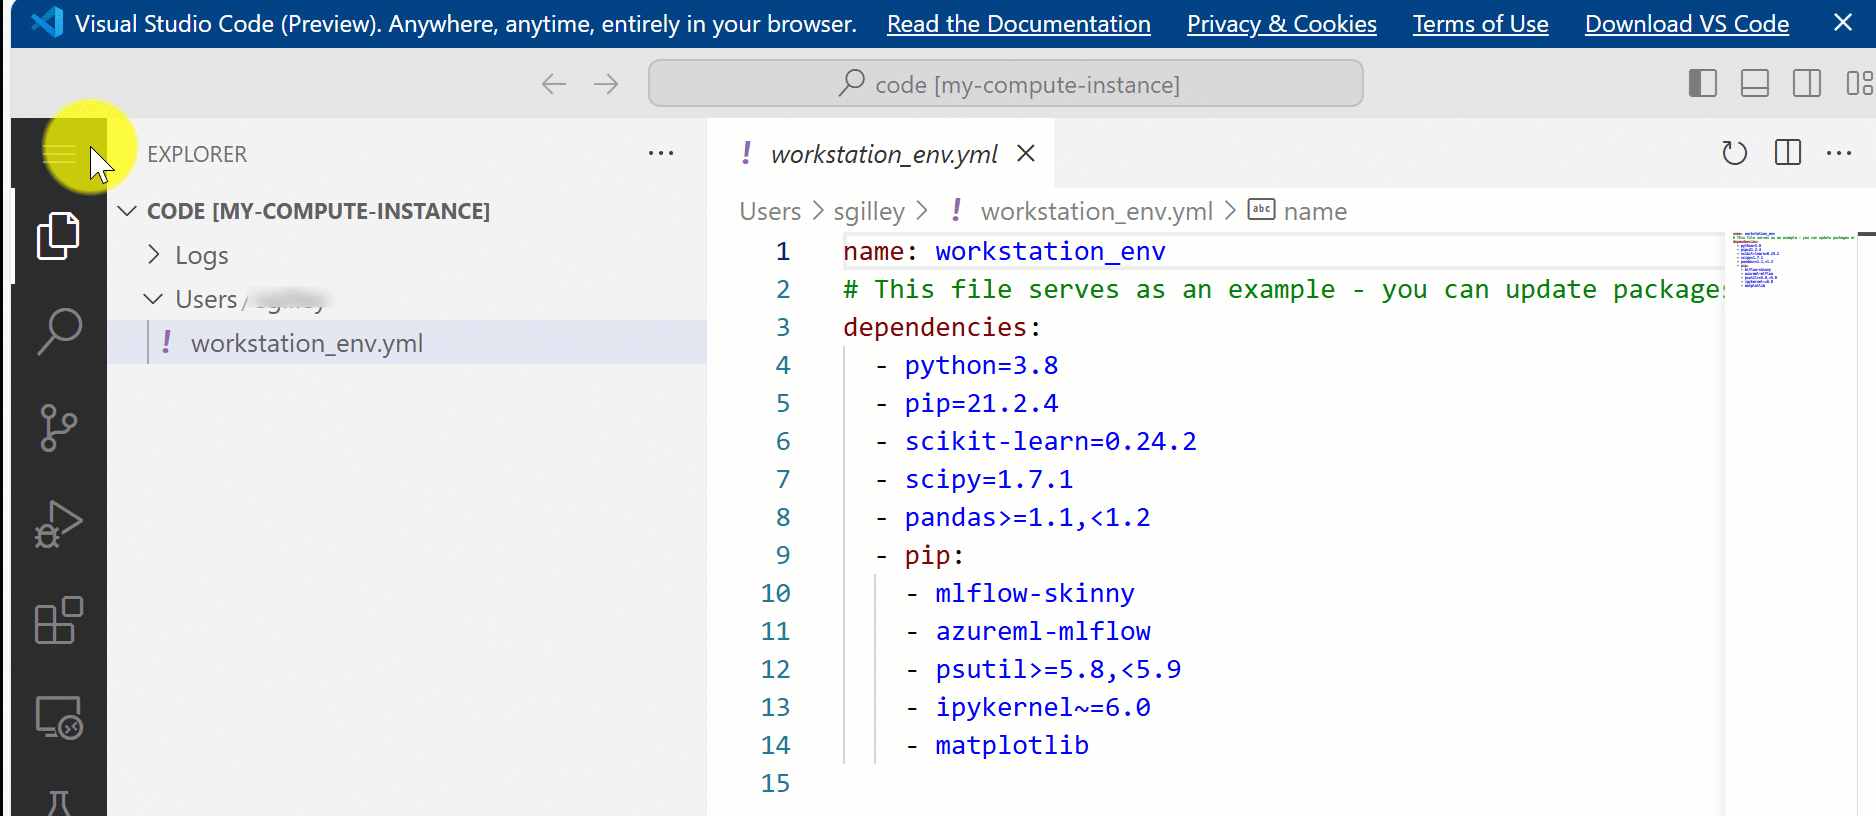 Visual Studio Code (Preview). Anywhere, anytime, entirely in your browser. Read the Documentation Privacy & Cookies Terms of Use Download VS Code
code [my-compute-instance]
EXPLORER
CODE [MY-COMPUTE-INSTANCE]
Logs
Users/
workstation_env.yml
workstation_env.yml
Users > sgilley > ! workstation_env.yml > abc name
1 name: workstation_env
2 # This file serves as an example - you can update packages
3 dependencies:
4 - python=3.8
5 - pip=21.2.4
6 - scikit-learn=0.24.2
7 - scipy=1.7.1
8 - pandas>=1.1,<1.2
9 - pip:
10 - mlflow-skinny
11 - azureml-mlflow
12 - psutil>=5.8,<5.9
13 - ipykernel~=6.0
14 - matplotlib
15